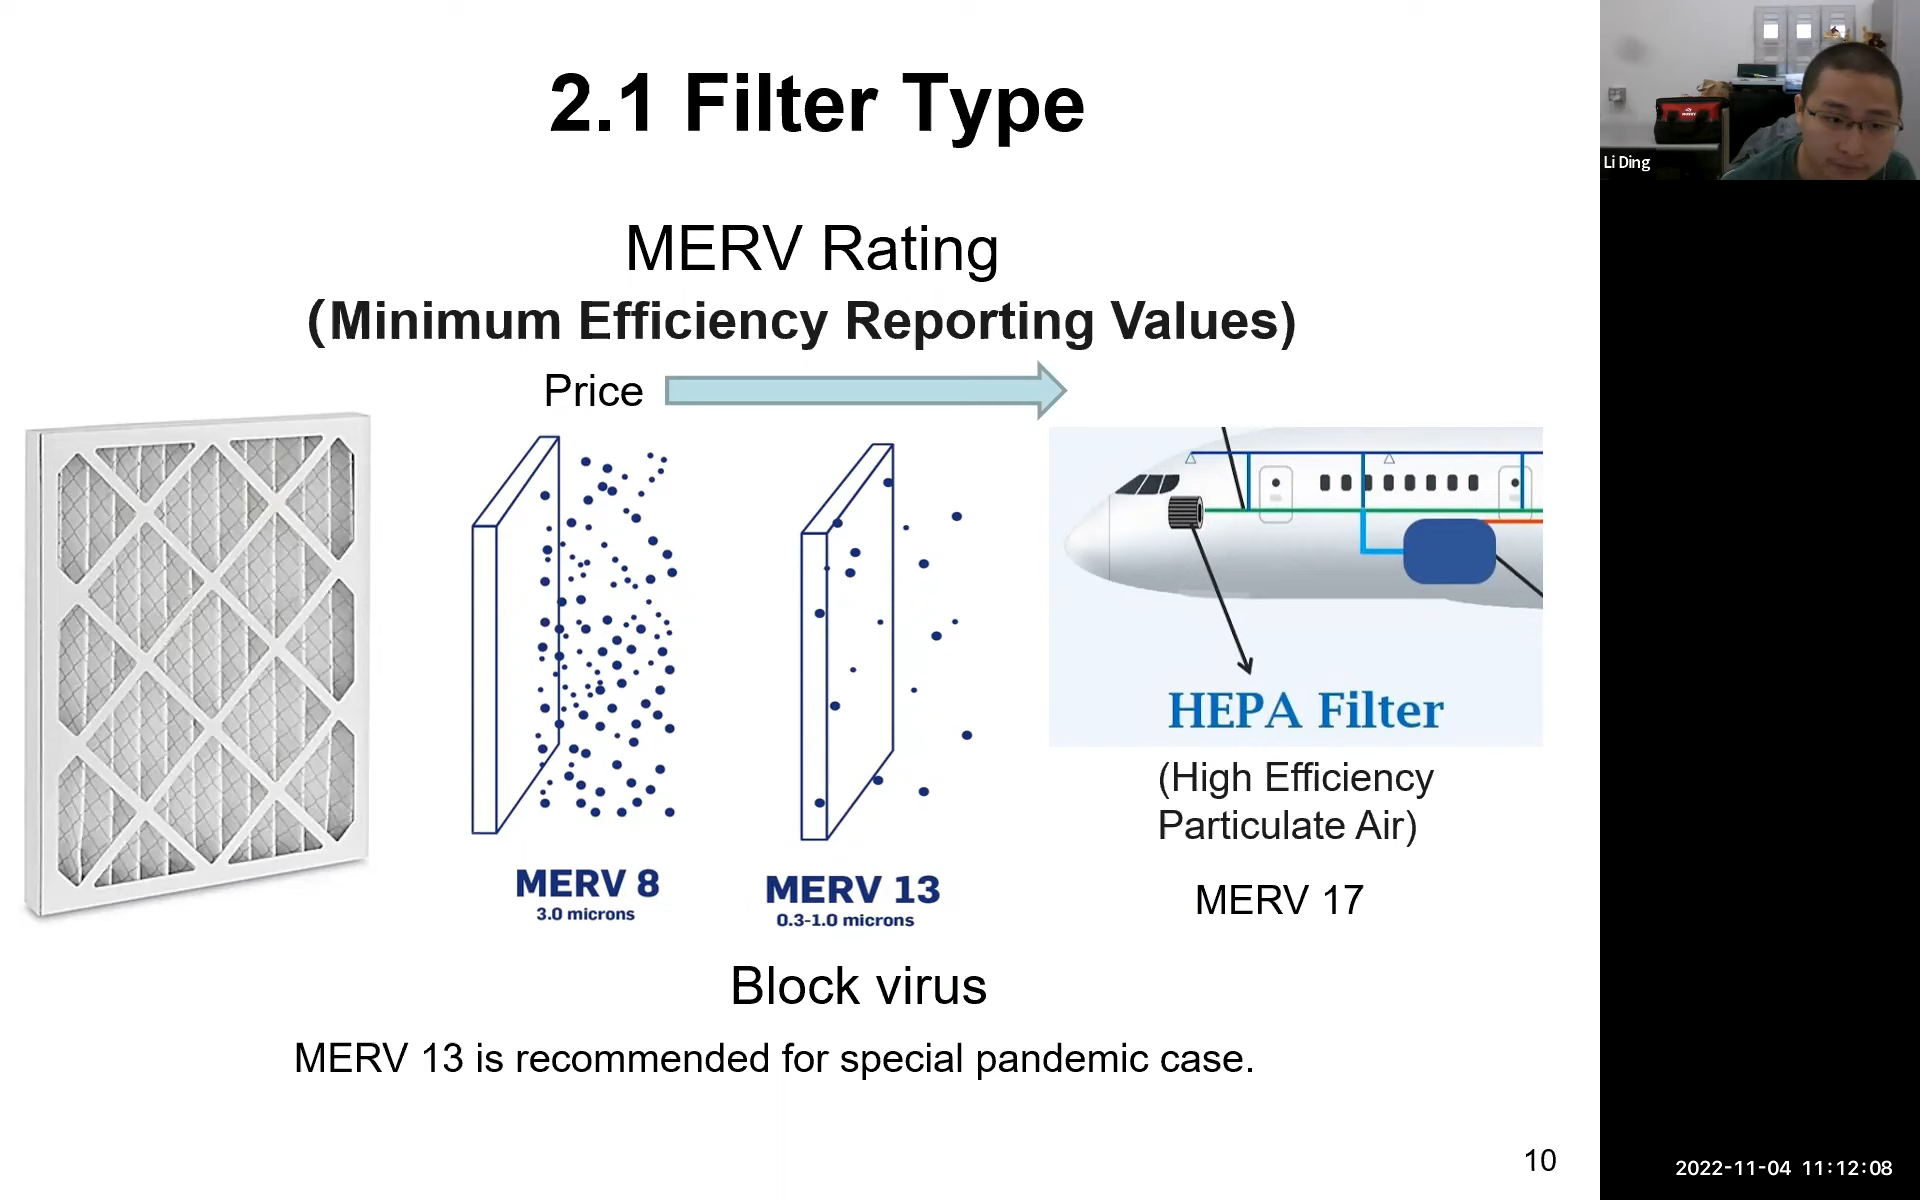 2.1 Filter Type
MERV Rating
(Minimum Efficiency Reporting Values)
Price
HEPA Filter
(High Efficiency
Particulate Air)
MERV 8
3.0 microns
MERV 13
0.3-1.0 microns
MERV 17
Block virus
MERV 13 is recommended for special pandemic case.
10
Li Ding
2022-11-04 11:12:08